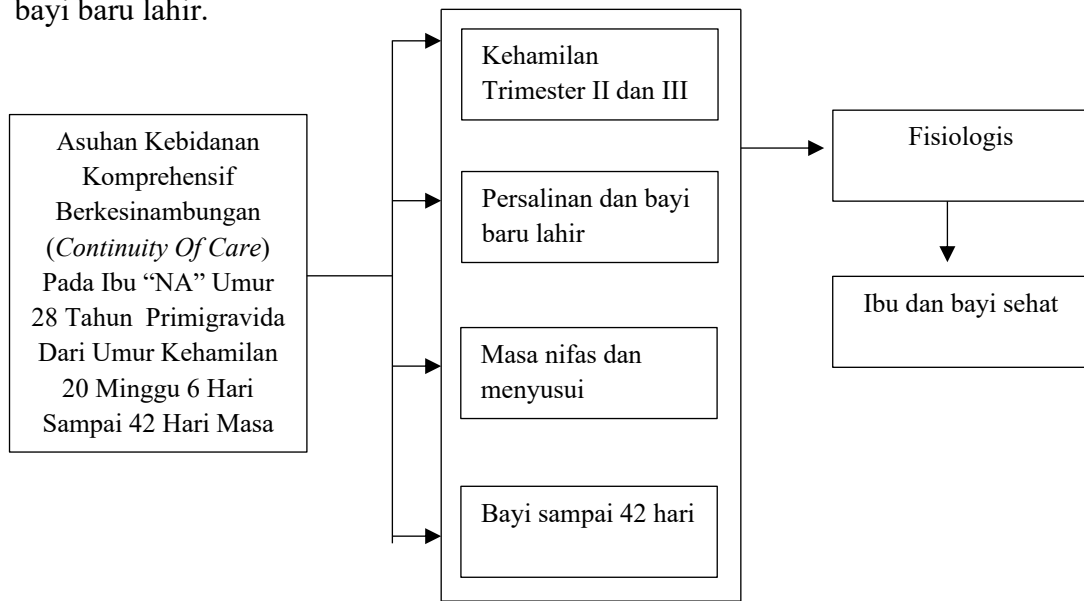 bayi baru lahir.
Asuhan Kebidanan
Komprehensif
Berkesinambungan
(Continuity Of Care)
Pada Ibu “NA” Umur
28 Tahun Primigravida
Dari Umur Kehamilan
20 Minggu 6 Hari
Sampai 42 Hari Masa
Kehamilan
Trimester II dan III
Persalinan dan bayi
baru lahir
Masa nifas dan
menyusui
Bayi sampai 42 hari
Fisiologis
Ibu dan bayi sehat